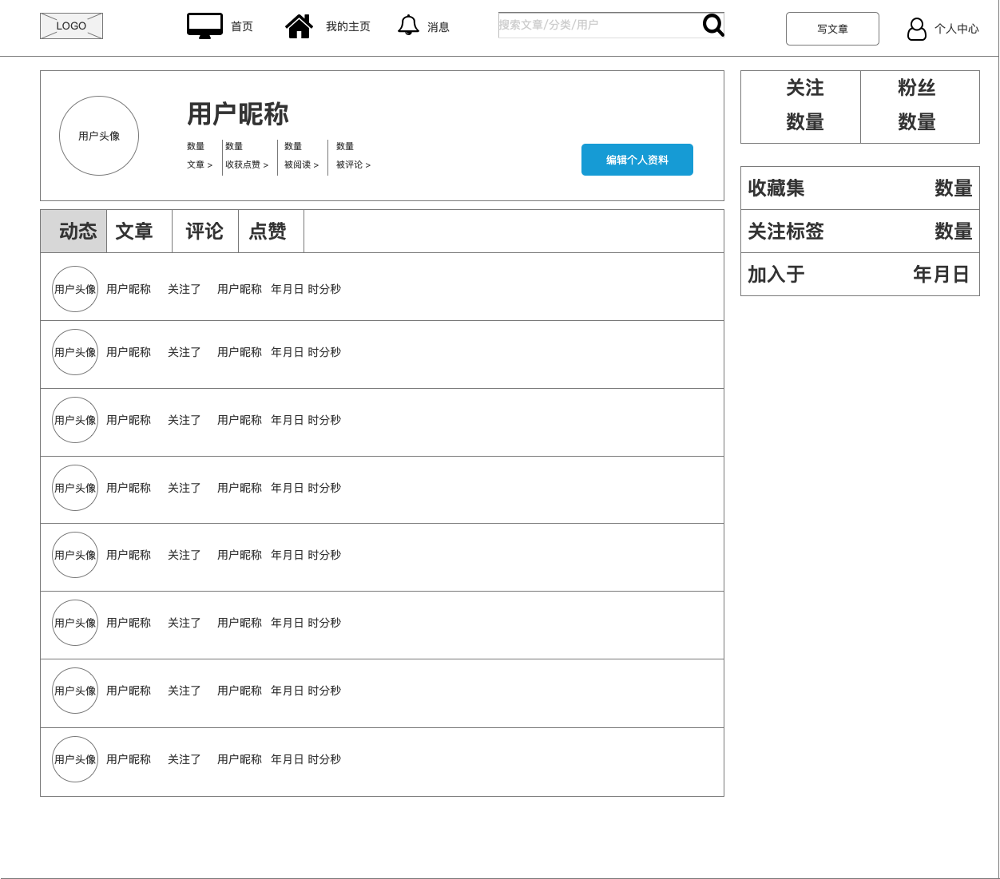 LOGO
首页
我的主页
消息
搜索文章/分类/用户
写文章
个人中心
用户头像
用户昵称
数量 数量 数量 数量
文章 > 收获点赞 > 被阅读 > 被评论 >
编辑个人资料
关注 粉丝
数量 数量
收藏集 数量
关注标签 数量
加入于 年月日
动态 文章 评论 点赞
用户头像 用户昵称 关注了 用户昵称 年月日 时分秒
用户头像 用户昵称 关注了 用户昵称 年月日 时分秒
用户头像 用户昵称 关注了 用户昵称 年月日 时分秒
用户头像 用户昵称 关注了 用户昵称 年月日 时分秒
用户头像 用户昵称 关注了 用户昵称 年月日 时分秒
用户头像 用户昵称 关注了 用户昵称 年月日 时分秒
用户头像 用户昵称 关注了 用户昵称 年月日 时分秒
用户头像 用户昵称 关注了 用户昵称 年月日 时分秒